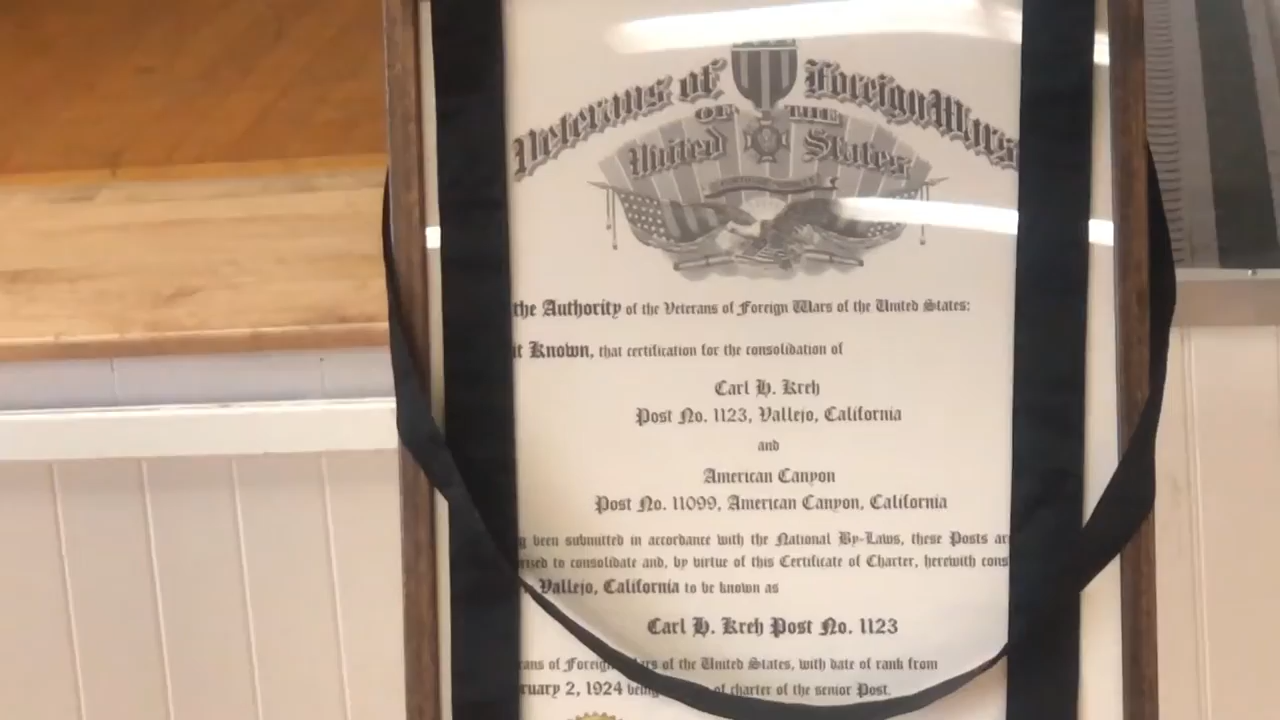 Veterans of Foreign Wars
OF THE
United States
the Authority of the Veterans of Foreign Wars of the United States:
it Known, that certification for the consolidation of
Carl H. Kreh
Post No. 1123, Vallejo, California
and
American Canyon
Post No. 11099, American Canyon, California
been submitted in accordance with the National By-Laws, these Posts
to consolidate and, by virtue of this Certificate of Charter, herewith
Vallejo, California to be known as
Carl H. Kreh Post No. 1123
of the United States, with date of rank from
2, 1924 of charter of the senior Post.